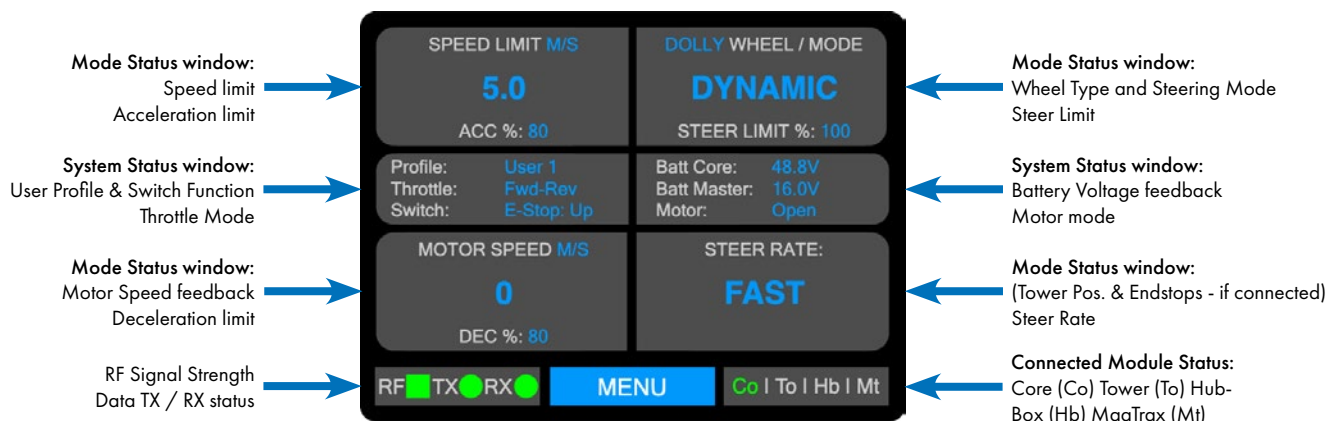 Mode Status window:
Speed limit
Acceleration limit
System Status window:
User Profile & Switch Function
Throttle Mode
Mode Status window:
Motor Speed feedback
Deceleration limit
RF Signal Strength
Data TX / RX status
SPEED LIMIT M/S
5.0
ACC %: 80
DOLLY WHEEL / MODE
DYNAMIC
STEER LIMIT %: 100
Profile: User 1
Throttle: Fwd-Rev
Switch: E-Stop: Up
Batt Core: 48.8V
Batt Master: 16.0V
Motor: Open
MOTOR SPEED M/S
0
DEC %: 80
STEER RATE:
FAST
RF TX RX
MENU
Co I To I Hb I Mt
Mode Status window:
Wheel Type and Steering Mode
Steer Limit
System Status window:
Battery Voltage feedback
Motor mode
Mode Status window:
(Tower Pos. & Endstops - if connected)
Steer Rate
Connected Module Status:
Core (Co) Tower (To) Hub-
Box (Hb) MagTrax (Mt)